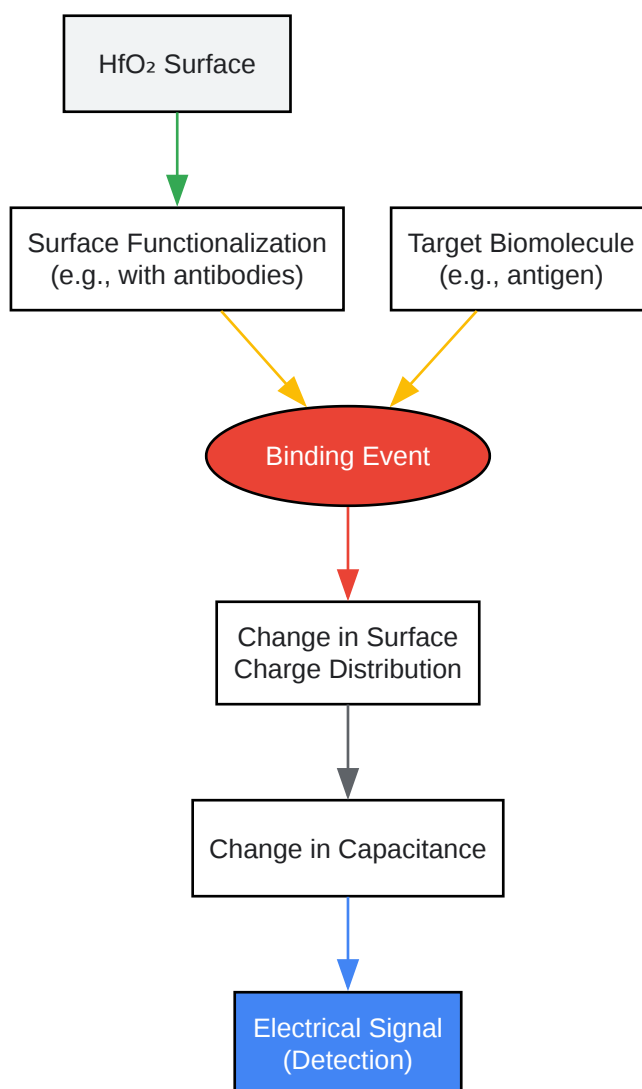 HfO₂ Surface
Surface Functionalization
(e.g., with antibodies)
Target Biomolecule
(e.g., antigen)
Binding Event
Change in Surface
Charge Distribution
Change in Capacitance
Electrical Signal
(Detection)